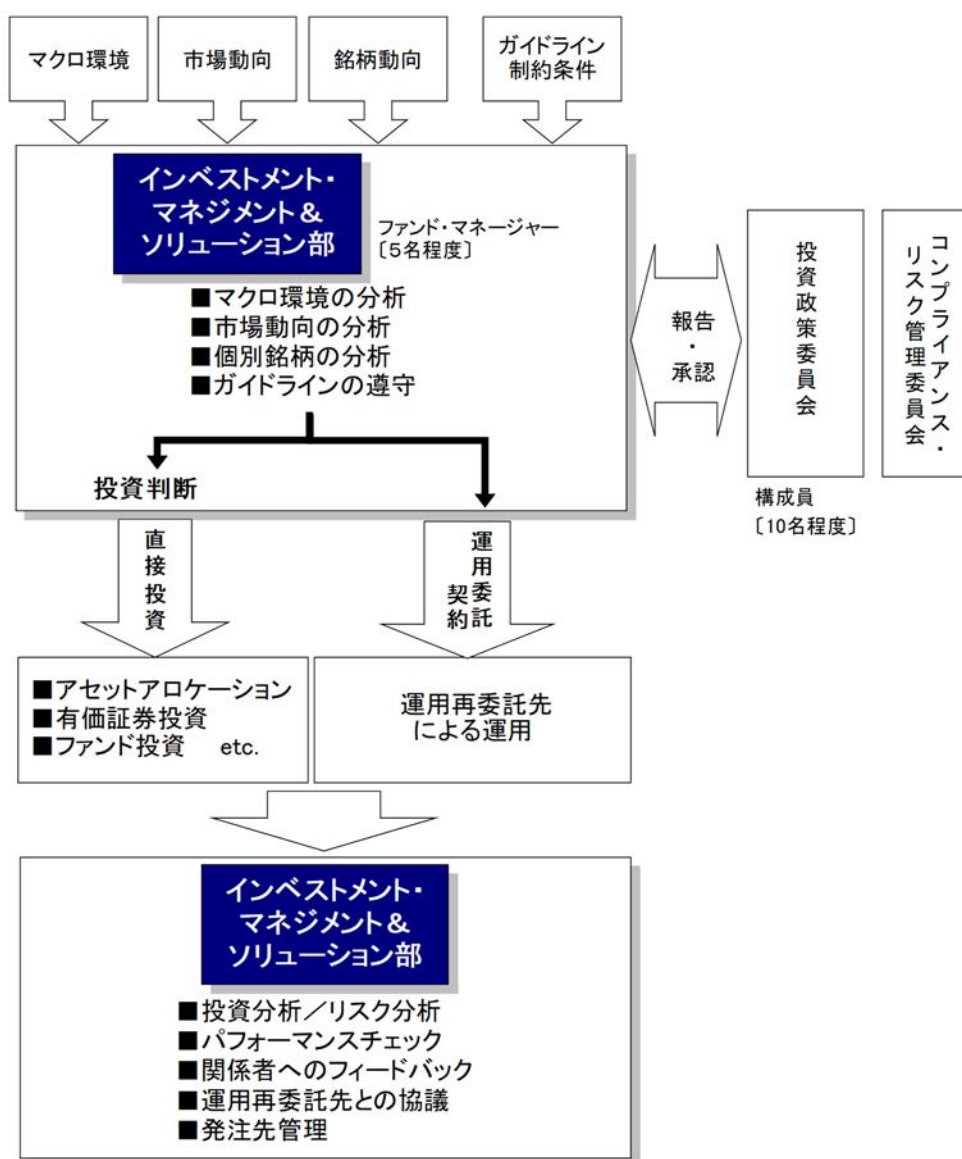 マクロ環境
市場動向
銘柄動向
ガイドライン
制約条件
インベストメント・
マネジメント&
ソリューション部
ファンド・マネージャー
〔5名程度〕
■マクロ環境の分析
■市場動向の分析
■個別銘柄の分析
■ガイドラインの遵守
投資判断
報告
・
承認
投資政策委員会
コンプライアンス・
リスク管理委員会
構成員
〔10名程度〕
直接投資
運用委託
契約
■アセットアロケーション
■有価証券投資
■ファンド投資 etc.
運用再委託先
による運用
インベストメント・
マネジメント&
ソリューション部
■投資分析/リスク分析
■パフォーマンスチェック
■関係者へのフィードバック
■運用再委託先との協議
■発注先管理